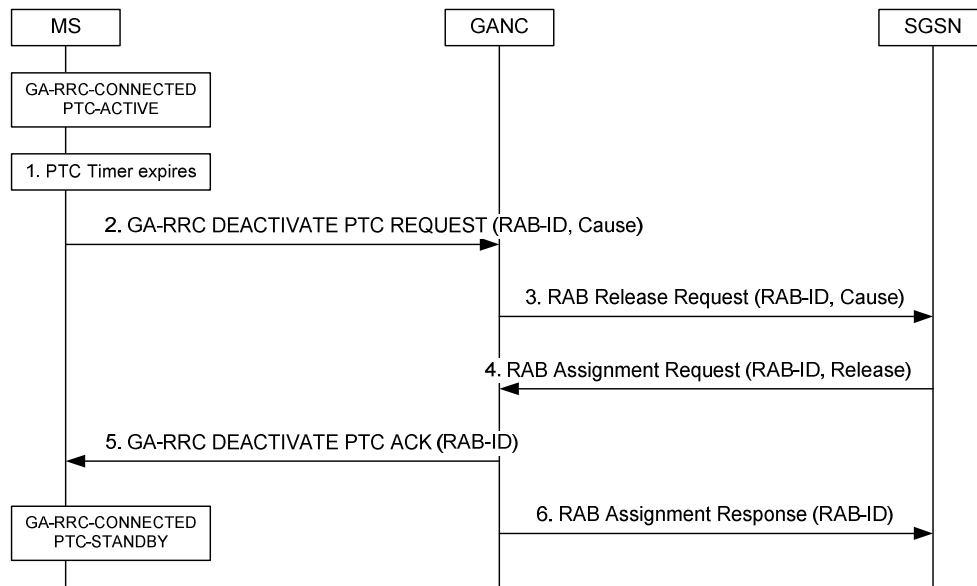 MS
GANC
SGSN
GA-RRC-CONNECTED
PTC-ACTIVE
1. PTC Timer expires
2. GA-RRC DEACTIVATE PTC REQUEST (RAB-ID, Cause)
3. RAB Release Request (RAB-ID, Cause)
4. RAB Assignment Request (RAB-ID, Release)
5. GA-RRC DEACTIVATE PTC ACK (RAB-ID)
GA-RRC-CONNECTED
PTC-STANDBY
6. RAB Assignment Response (RAB-ID)